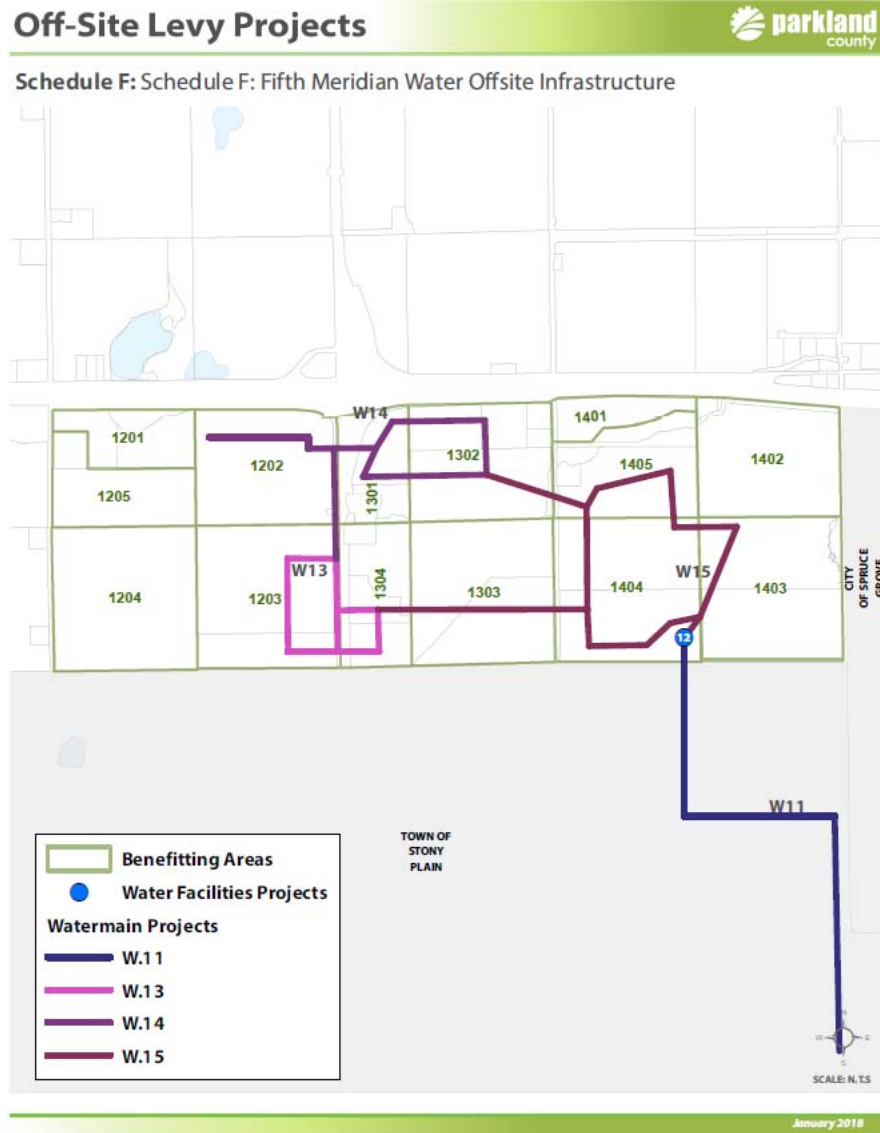 Off-Site Levy Projects
parkland
county
Schedule F: Schedule F: Fifth Meridian Water Offsite Infrastructure
W14
1401
1201
1202
1302
1405
1402
1205
1301
W13
W15
1204
1203
1304
1303
1404
1403
CITY
OF SPRUCE
GROVE
12
W11
TOWN OF
STONY
PLAIN
Benefitting Areas
Water Facilities Projects
Watermain Projects
W.11
W.13
W.14
W.15
N
W
E
S
SCALE: N.T.S
January 2018